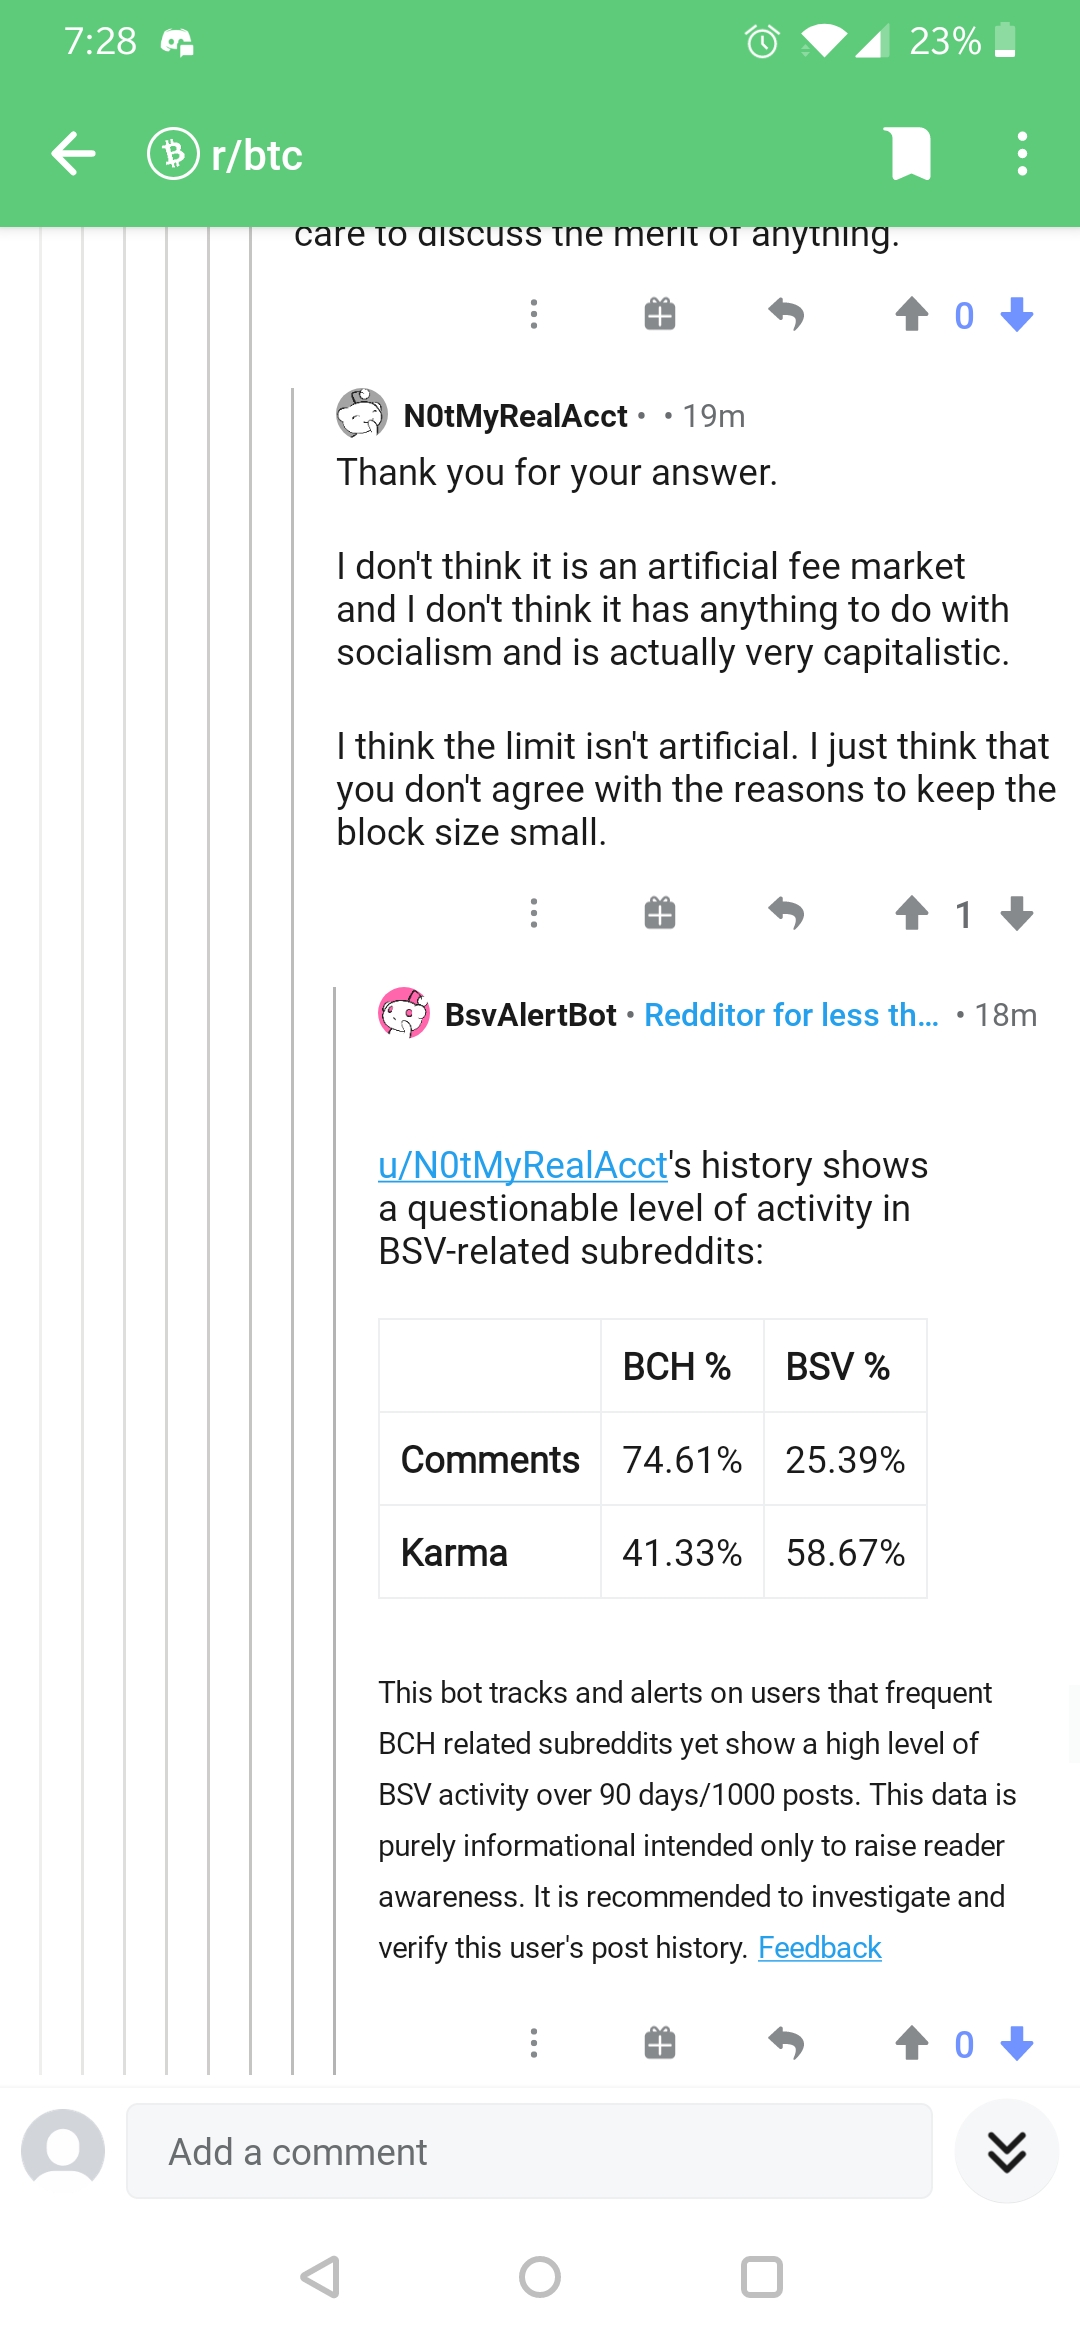 7:28
23%
r/btc
care to discuss the merit of anything.
0
N0tMyRealAcct • • 19m
Thank you for your answer.
I don't think it is an artificial fee market
and I don't think it has anything to do with
socialism and is actually very capitalistic.
I think the limit isn't artificial. I just think that
you don't agree with the reasons to keep the
block size small.
1
BsvAlertBot • Redditor for less th... • 18m
u/N0tMyRealAcct's history shows
a questionable level of activity in
BSV-related subreddits:
BCH % BSV %
Comments 74.61% 25.39%
Karma 41.33% 58.67%
This bot tracks and alerts on users that frequent
BCH related subreddits yet show a high level of
BSV activity over 90 days/1000 posts. This data is
purely informational intended only to raise reader
awareness. It is recommended to investigate and
verify this user's post history. Feedback
0
Add a comment